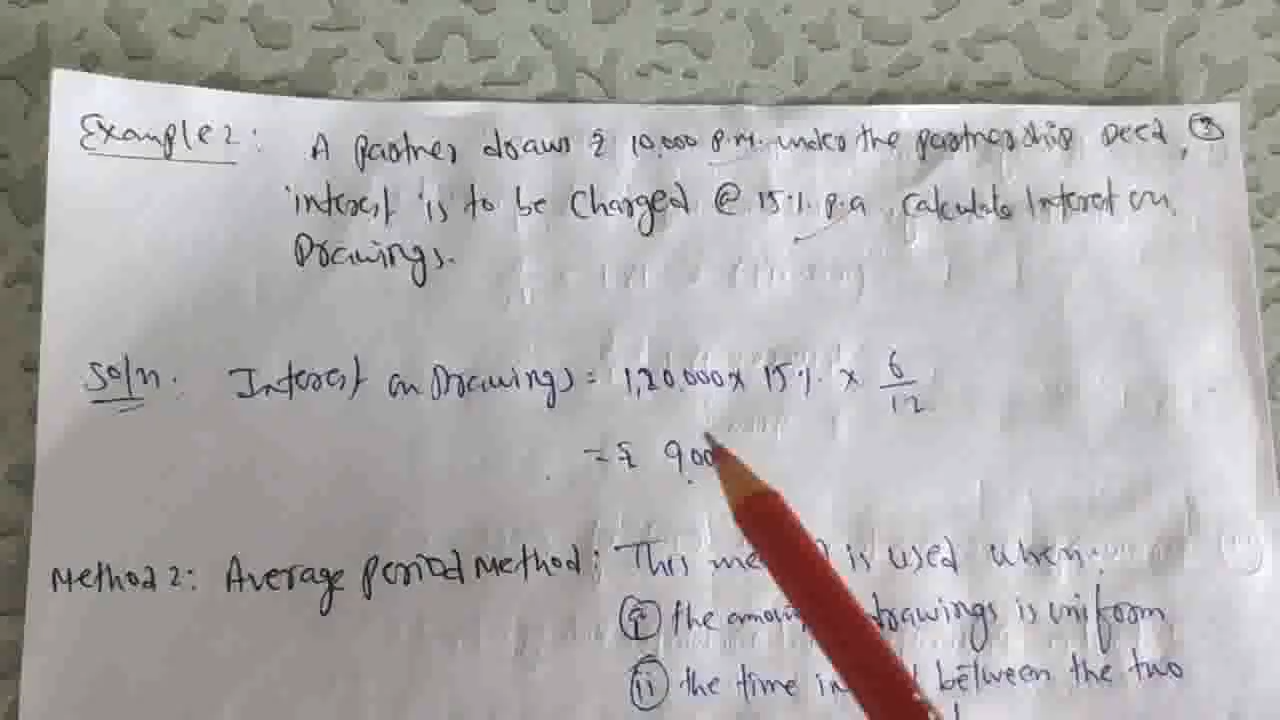 Example 2: A partner draws ₹ 10,000 p.m. under the partnership Deed, ③
interest is to be charged @ 15% p.a. Calculate Interest on
Drawings.
Soln: Interest on Drawings = 1,20,000 x 15% x 6/12
= ₹ 900
Method 2: Average Period Method: This is used when:
(i) the drawings is uniform
(ii) the time between the two